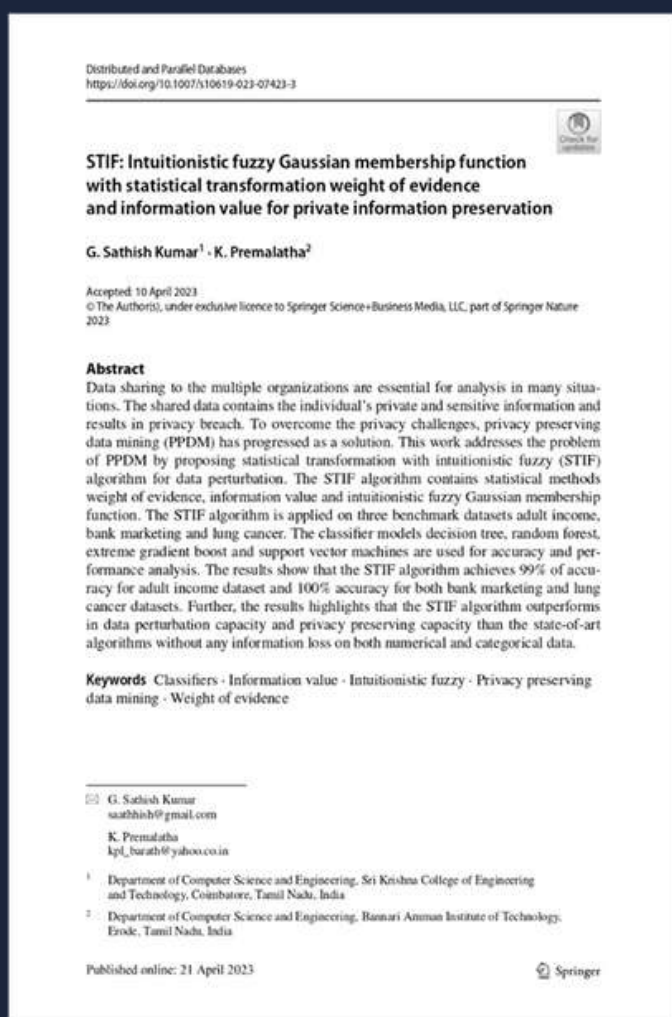 Distributed and Parallel Databases
https://doi.org/10.1007/s10619-023-07423-3
Check for
updates
STIF: Intuitionistic fuzzy Gaussian membership function
with statistical transformation weight of evidence
and information value for private information preservation
G. Sathish Kumar¹ · K. Premalatha²
Accepted: 10 April 2023
© The Author(s), under exclusive licence to Springer Science+Business Media, LLC, part of Springer Nature
2023
Abstract
Data sharing to the multiple organizations are essential for analysis in many situa-
tions. The shared data contains the individual's private and sensitive information and
results in privacy breach. To overcome the privacy challenges, privacy preserving
data mining (PPDM) has progressed as a solution. This work addresses the problem
of PPDM by proposing statistical transformation with intuitionistic fuzzy (STIF)
algorithm for data perturbation. The STIF algorithm contains statistical methods
weight of evidence, information value and intuitionistic fuzzy Gaussian membership
function. The STIF algorithm is applied on three benchmark datasets adult income,
bank marketing and lung cancer. The classifier models decision tree, random forest,
extreme gradient boost and support vector machines are used for accuracy and per-
formance analysis. The results show that the STIF algorithm achieves 99% of accu-
racy for adult income dataset and 100% accuracy for both bank marketing and lung
cancer datasets. Further, the results highlights that the STIF algorithm outperforms
in data perturbation capacity and privacy preserving capacity than the state-of-art
algorithms without any information loss on both numerical and categorical data.
Keywords Classifiers · Information value · Intuitionistic fuzzy · Privacy preserving
data mining · Weight of evidence
G. Sathish Kumar
saathhish@gmail.com
K. Premalatha
kpl_barath@yahoo.co.in
1 Department of Computer Science and Engineering, Sri Krishna College of Engineering
and Technology, Coimbatore, Tamil Nadu, India
2 Department of Computer Science and Engineering, Bannari Amman Institute of Technology,
Erode, Tamil Nadu, India
Published online: 21 April 2023
Springer